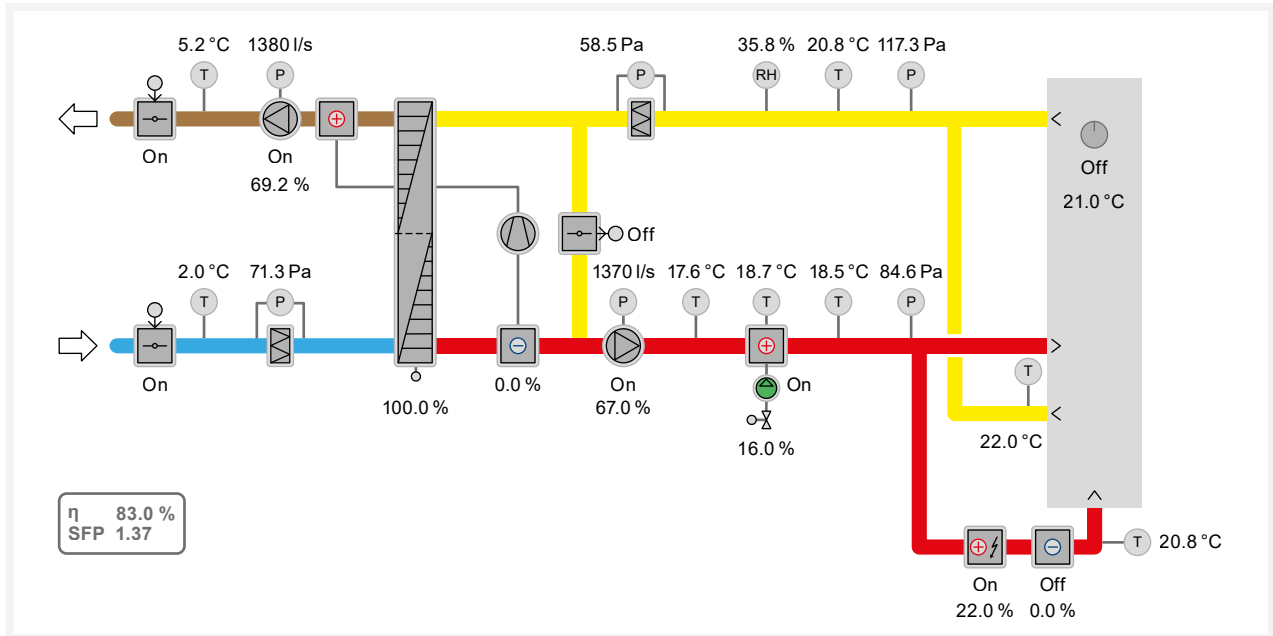 5.2 °C 1380 l/s 58.5 Pa 35.8 % 20.8 °C 117.3 Pa
T P P RH T P
On On Off
69.2 % 21.0 °C
Off
2.0 °C 71.3 Pa 1370 l/s 17.6 °C 18.7 °C 18.5 °C 84.6 Pa
T P P T T T P
T
On 0.0 % On On
100.0 % 67.0 %
16.0 % 22.0 °C
η 83.0 %
SFP 1.37
T 20.8 °C
On Off
22.0 % 0.0 %